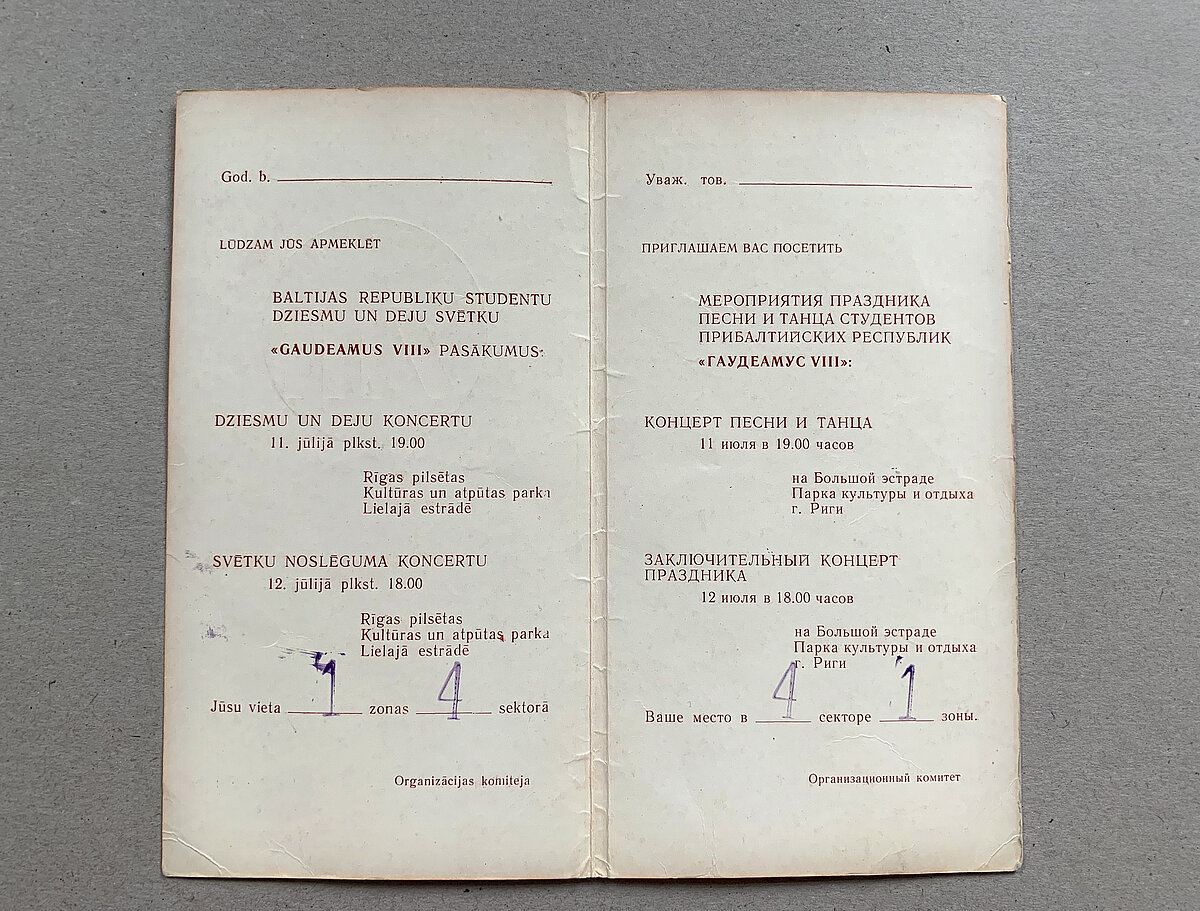 God. b.
LŪDZAM JŪS APMEKLĒT
BALTIJAS REPUBLIKU STUDENTU
DZIESMU UN DEJU SVĒTKU
«GAUDEAMUS VIII» PASĀKUMUS:
DZIESMU UN DEJU KONCERTU
11. jūlijā plkst. 19.00
Rīgas pilsētas
Kultūras un atpūtas parka
Lielajā estrādē
SVĒTKU NOSLĒGUMA KONCERTU
12. jūlijā plkst. 18.00
Rīgas pilsētas
Kultūras un atpūtas parka
Lielajā estrādē
Jūsu vieta 1 zonas 4 sektorā
Organizācijas komiteja
Уваж. тов.
ПРИГЛАШАЕМ ВАС ПОСЕТИТЬ
МЕРОПРИЯТИЯ ПРАЗДНИКА
ПЕСНИ И ТАНЦА СТУДЕНТОВ
ПРИБАЛТИЙСКИХ РЕСПУБЛИК
«ГАУДЕАМУС VIII»:
КОНЦЕРТ ПЕСНИ И ТАНЦА
11 июля в 19.00 часов
на Большой эстраде
Парка культуры и отдыха
г. Риги
ЗАКЛЮЧИТЕЛЬНЫЙ КОНЦЕРТ
ПРАЗДНИКА
12 июля в 18.00 часов
на Большой эстраде
Парка культуры и отдыха
г. Риги
Ваше место в 4 секторе 1 зоны.
Организационный комитет